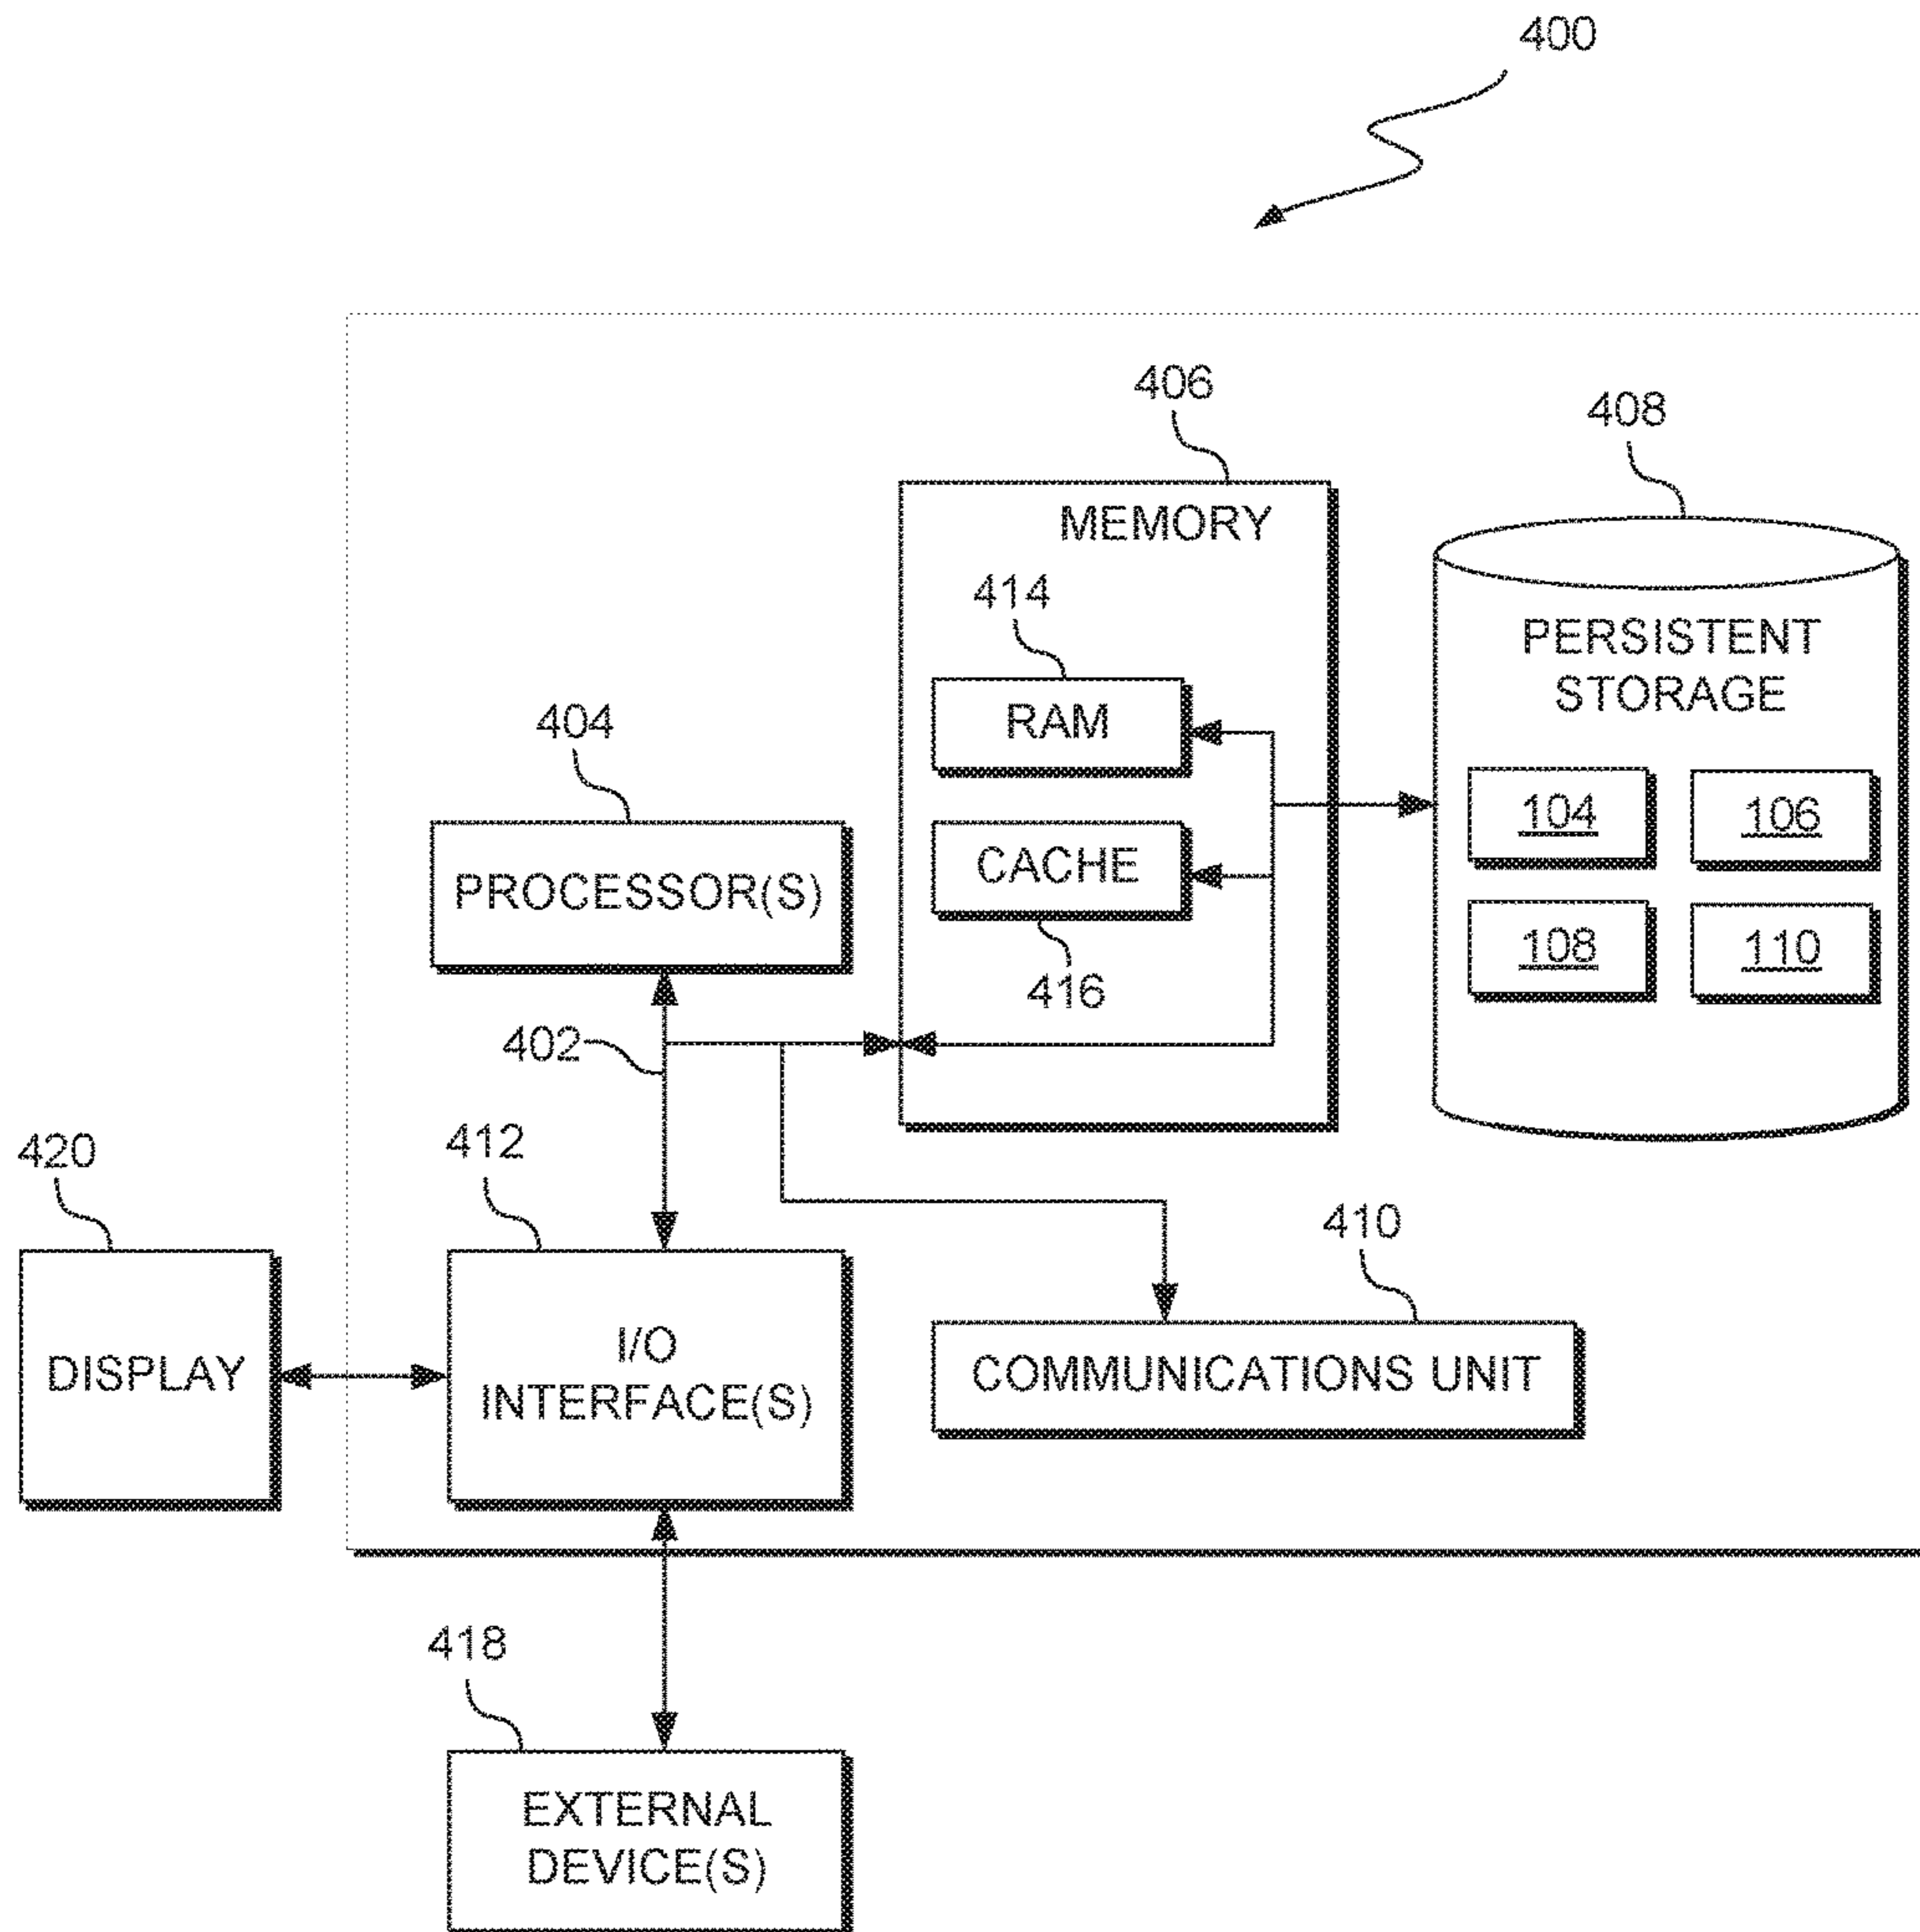 400
406
408
MEMORY
414
PERSISTENT
STORAGE
RAM
404
104
106
CACHE
PROCESSOR(S)
108
110
416
402
412
420
410
I/O
INTERFACE(S)
DISPLAY
COMMUNICATIONS UNIT
418
EXTERNAL
DEVICE(S)